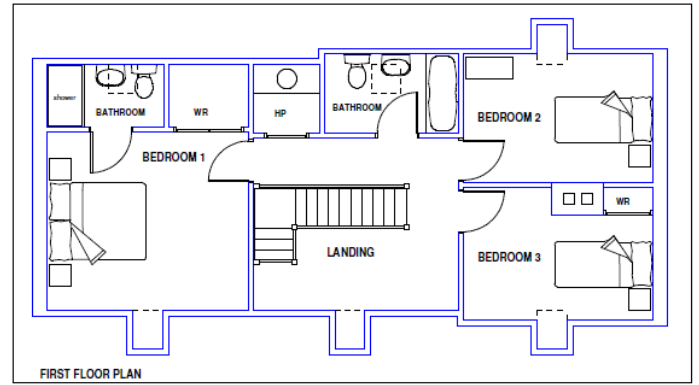 shower
BATHROOM
WR
HP
BATHROOM
BEDROOM 2
BEDROOM 1
WR
LANDING
BEDROOM 3
FIRST FLOOR PLAN